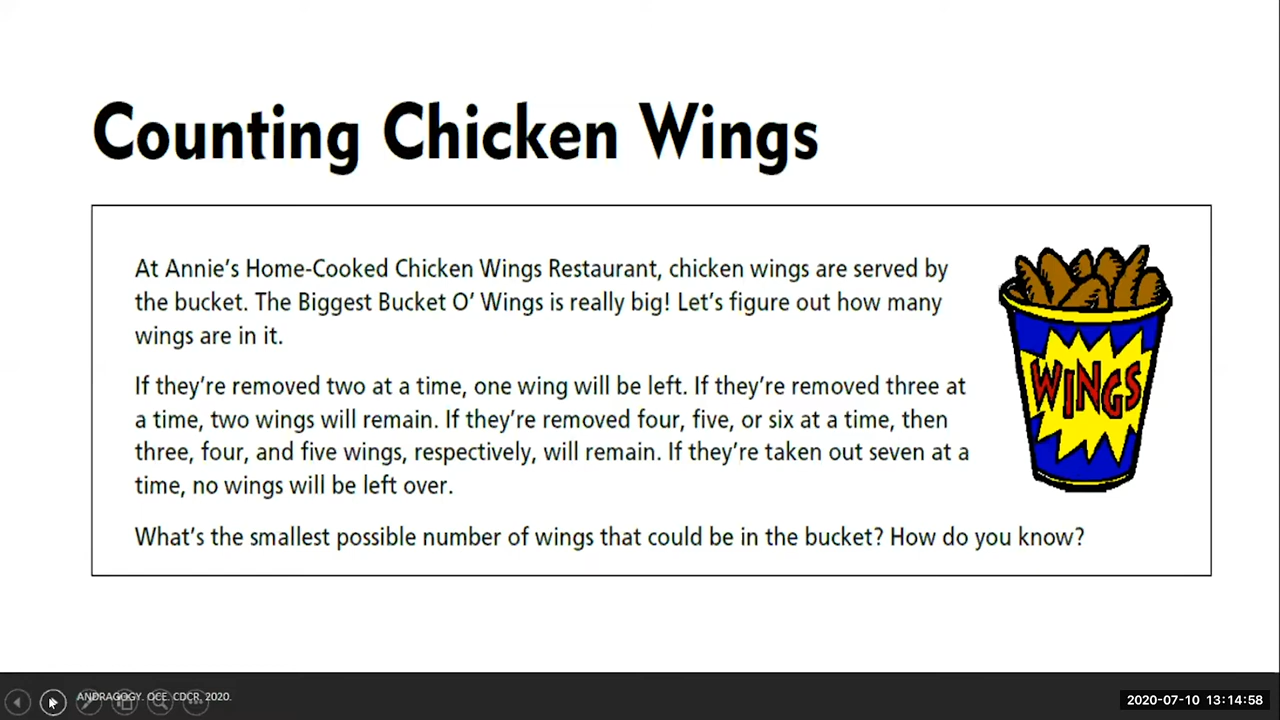 Counting Chicken Wings
At Annie's Home-Cooked Chicken Wings Restaurant, chicken wings are served by
the bucket. The Biggest Bucket O' Wings is really big! Let's figure out how many
wings are in it.
If they're removed two at a time, one wing will be left. If they're removed three at
a time, two wings will remain. If they're removed four, five, or six at a time, then
three, four, and five wings, respectively, will remain. If they're taken out seven at a
time, no wings will be left over.
WINGS
What's the smallest possible number of wings that could be in the bucket? How do you know?
ANDRAGOGY. OCE. CDCR. 2020.
2020-07-10 13:14:58